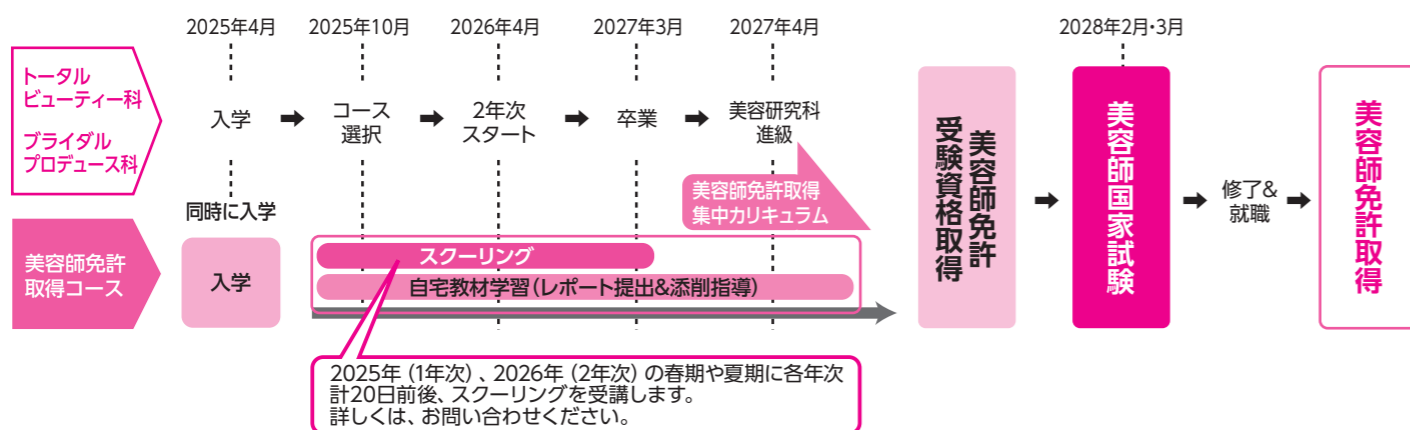 2025年4月
2025年10月
2026年4月
2027年3月
2027年4月
2028年2月・3月
トータル
ビューティー科
ブライダル
プロデュース科
入学
➡
コース
選択
➡
2年次
スタート
➡
卒業
➡
美容研究科
進級
美容師免許取得
集中カリキュラム
同時に入学
美容師免許
取得コース
入学
スクーリング
自宅教材学習（レポート提出&添削指導）
2025年（1年次）、2026年（2年次）の春期や夏期に各年次
計20日前後、スクーリングを受講します。
詳しくは、お問い合わせください。
美容師免許
受験資格取得
➡
美容師国家試験
➡
修了&
就職
➡
美容師免許取得